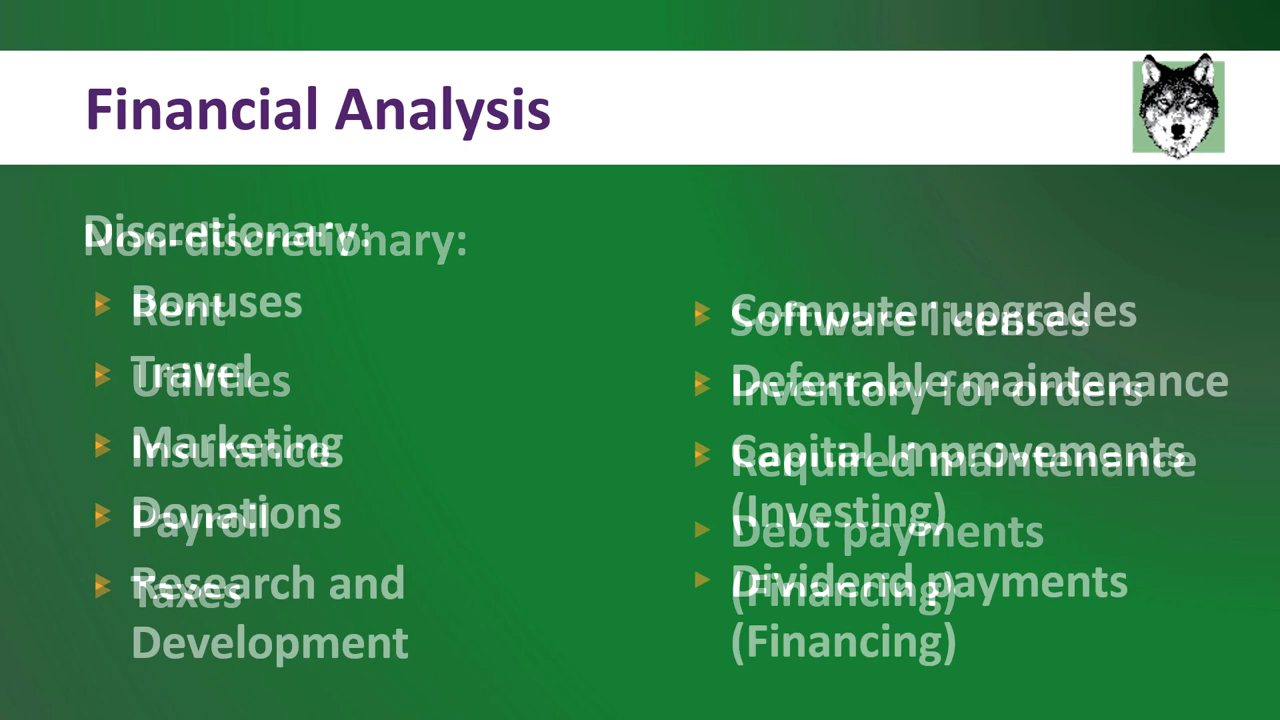 Financial Analysis
Discretionary:
Bonuses
Travel
Marketing
Donations
Research and
Development
Computer upgrades
Deferrable maintenance
Capital Improvements
(Investing)
Dividend payments
(Financing)
Non-discretionary:
Rent
Utilities
Insurance
Payroll
Taxes
Software licenses
Inventory for orders
Required maintenance
Debt payments
(Financing)